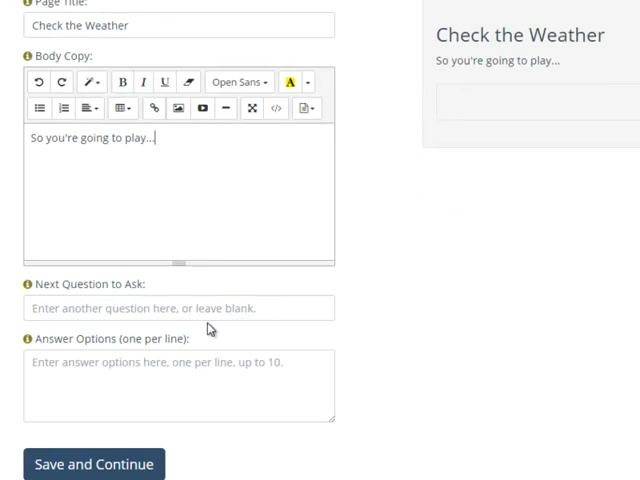 Page Title:
Check the Weather
Body Copy:
B I U Open Sans A
So you're going to play...
Next Question to Ask:
Enter another question here, or leave blank.
Answer Options (one per line):
Enter answer options here, one per line, up to 10.
Save and Continue
Check the Weather
So you're going to play...